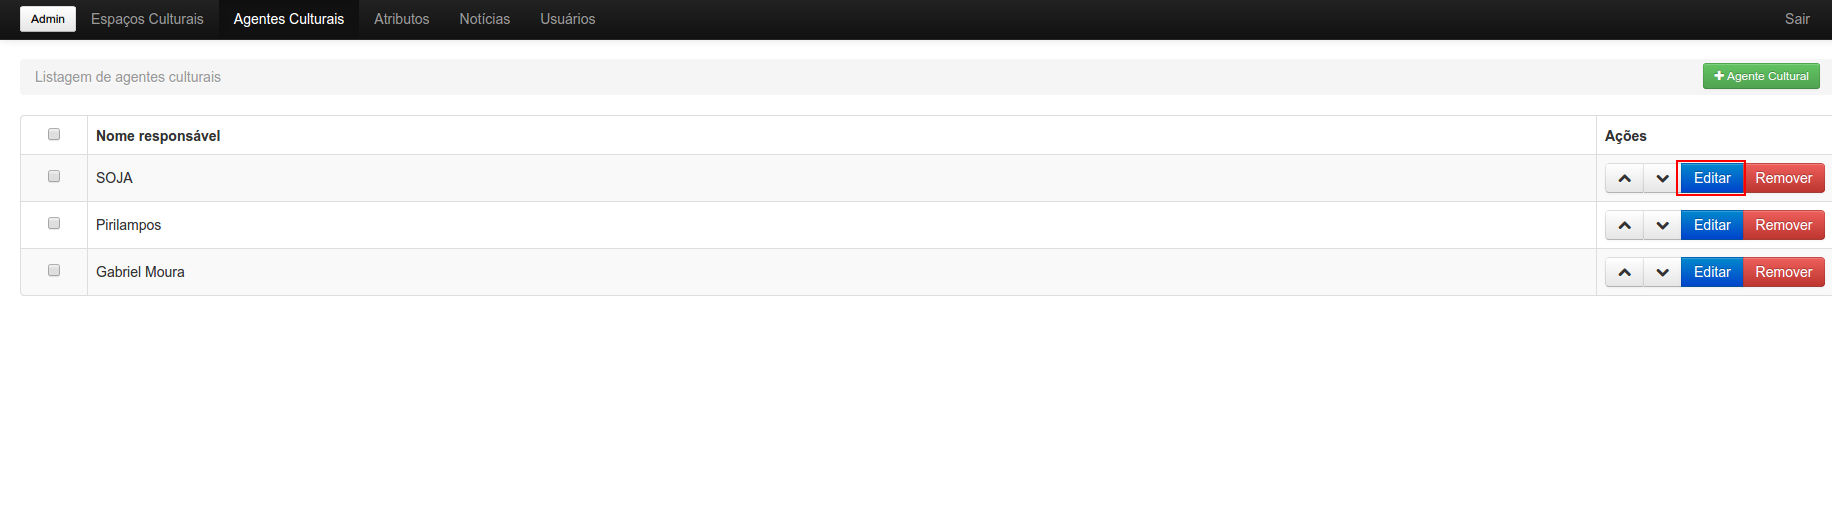 Admin Espaços Culturais Agentes Culturais Atributos Notícias Usuários Sair
Listagem de agentes culturais Agente Cultural
Nome responsável Ações
SOJA Editar Remover
Pirilampos Editar Remover
Gabriel Moura Editar Remover